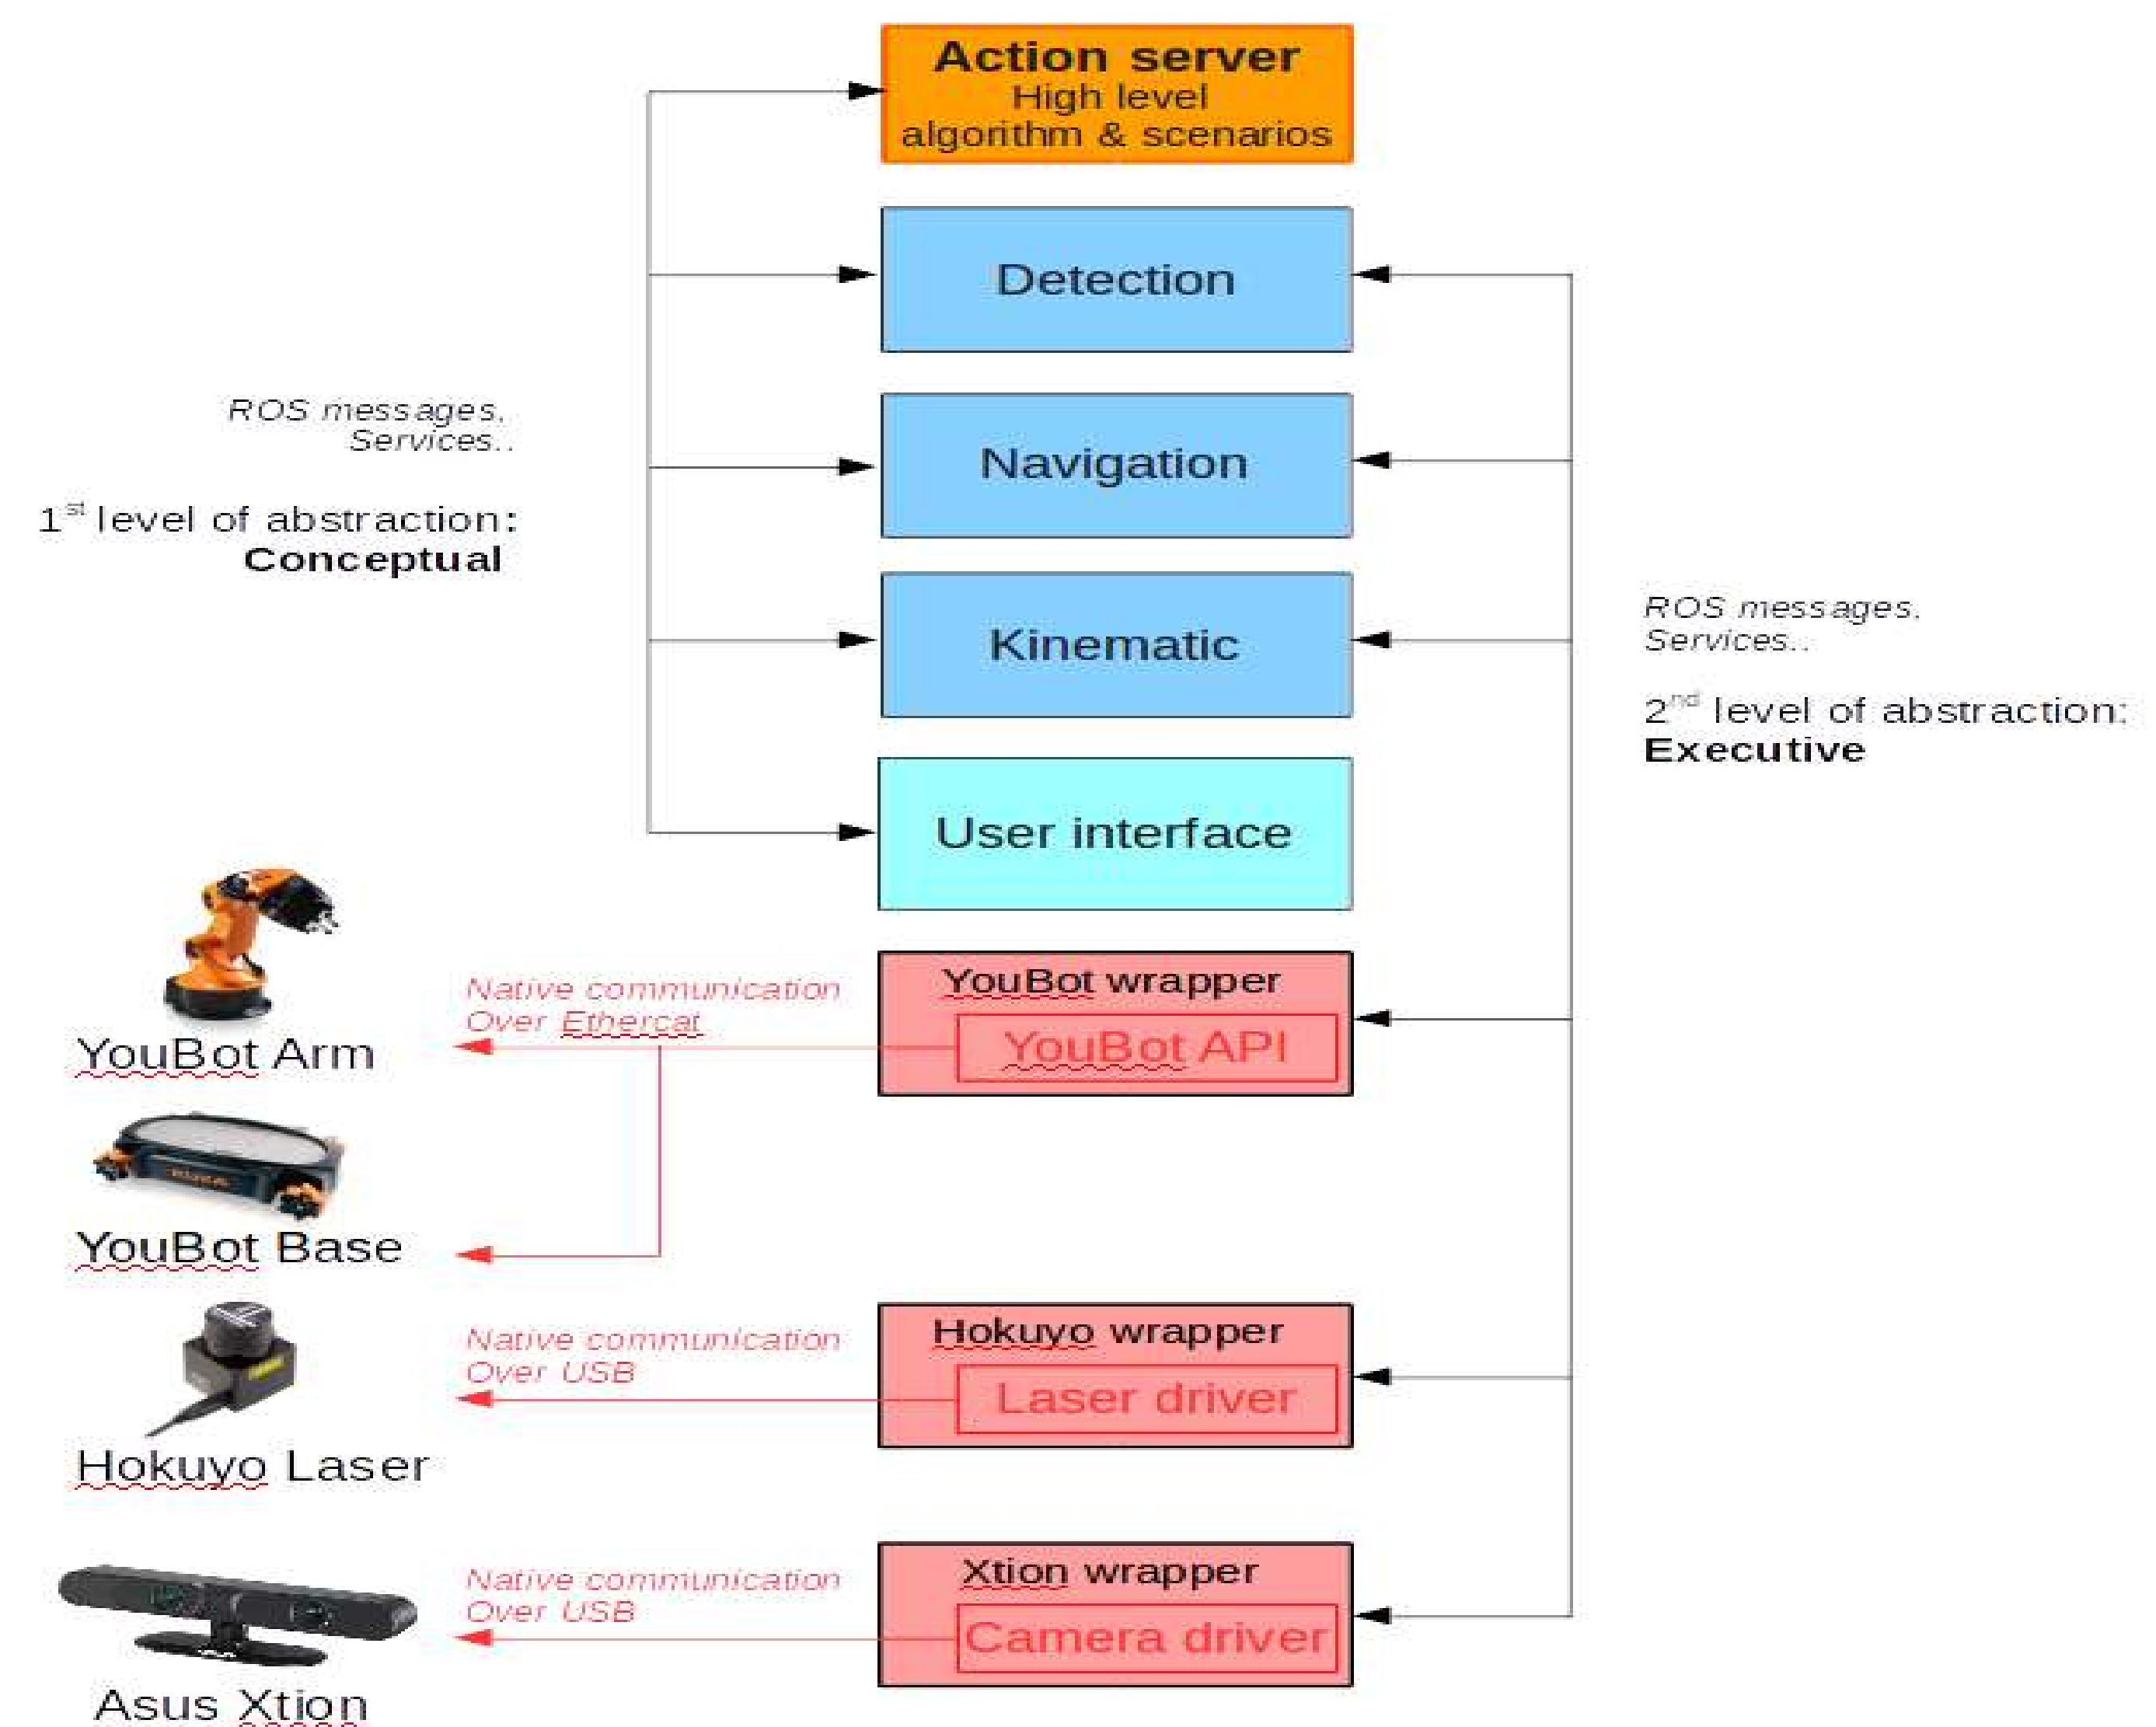 Action server
High level
algorithm & scenarios
Detection
ROS messages,
Services..
Navigation
1st level of abstraction:
Conceptual
ROS messages,
Services..
Kinematic
2nd level of abstraction:
Executive
User interface
Native communication
Over Ethercat
YouBot wrapper
YouBot API
YouBot Arm
YouBot Base
Native communication
Over USB
Hokuyo wrapper
Laser driver
Hokuyo Laser
Native communication
Over USB
Xtion wrapper
Camera driver
Asus Xtion